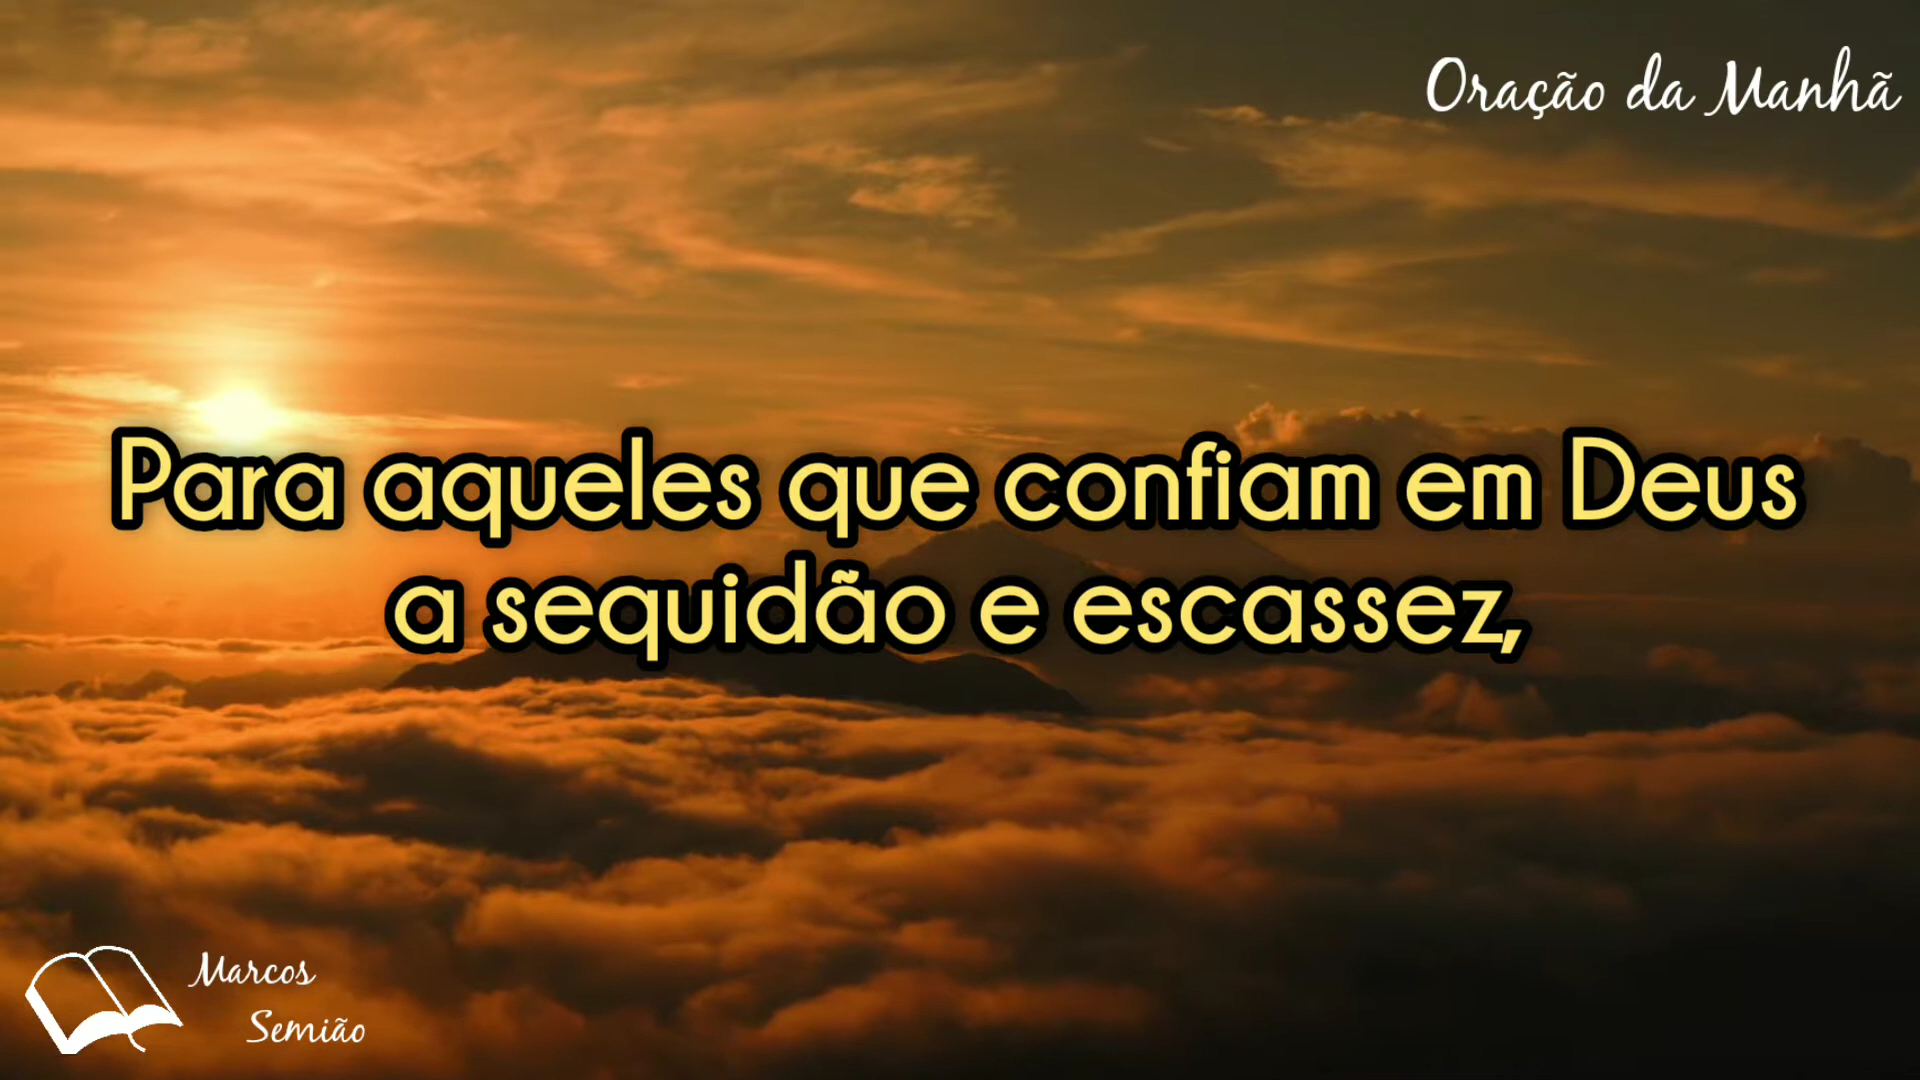 Oração da Manhã
Para aqueles que confiam em Deus
a sequidão e escassez,
Marcos
Semião